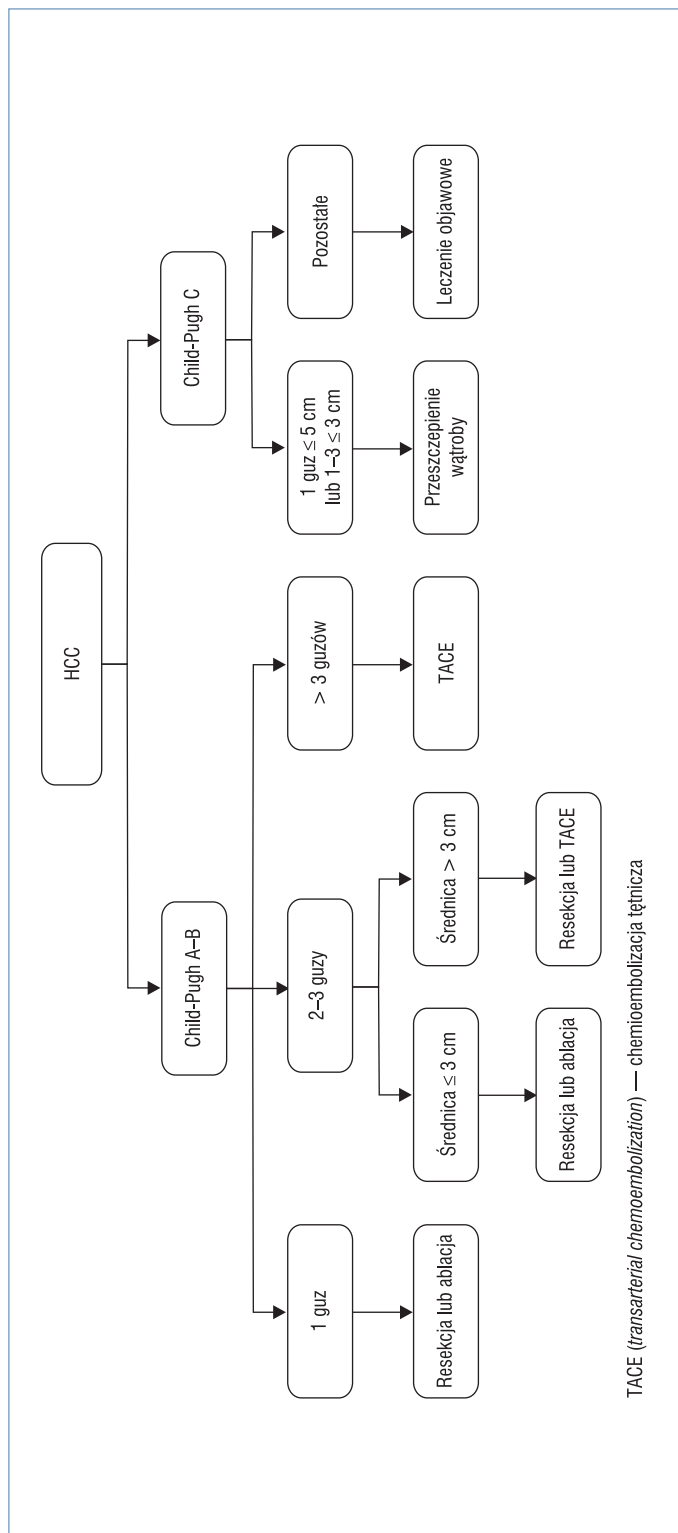 HCC
Child-Pugh A–B
Child-Pugh C
1 guz
2–3 guzy
> 3 guzów
1 guz ≤ 5 cm
lub 1–3 ≤ 3 cm
Pozostałe
Resekcja lub ablacja
Średnica ≤ 3 cm
Średnica > 3 cm
TACE
Przeszczepienie
wątroby
Leczenie objawowe
Resekcja lub ablacja
Resekcja lub TACE
TACE (transarterial chemoembolization) — chemioembolizacja tętnicza